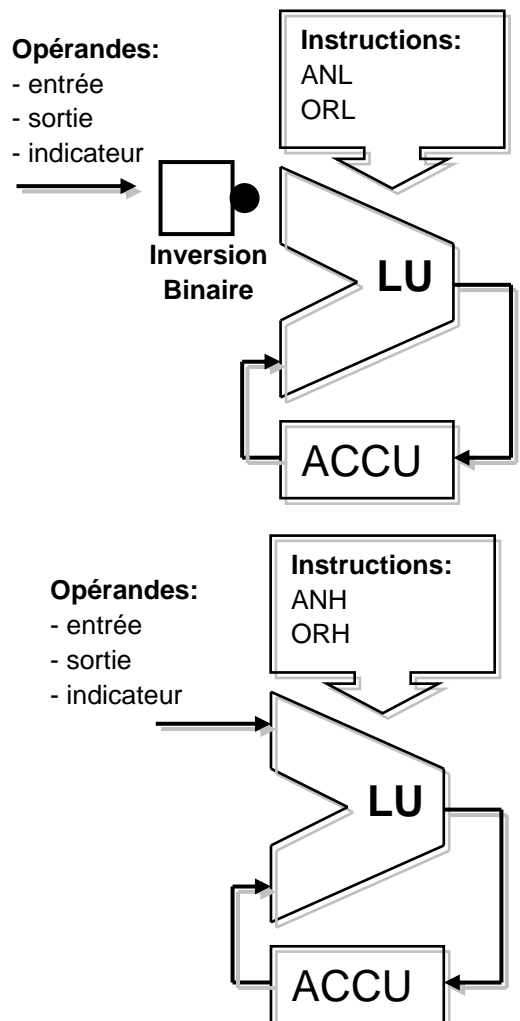 Opérandes:
- entrée
- sortie
- indicateur
Instructions:
ANL
ORL
Inversion
Binaire
LU
ACCU
Opérandes:
- entrée
- sortie
- indicateur
Instructions:
ANH
ORH
LU
ACCU